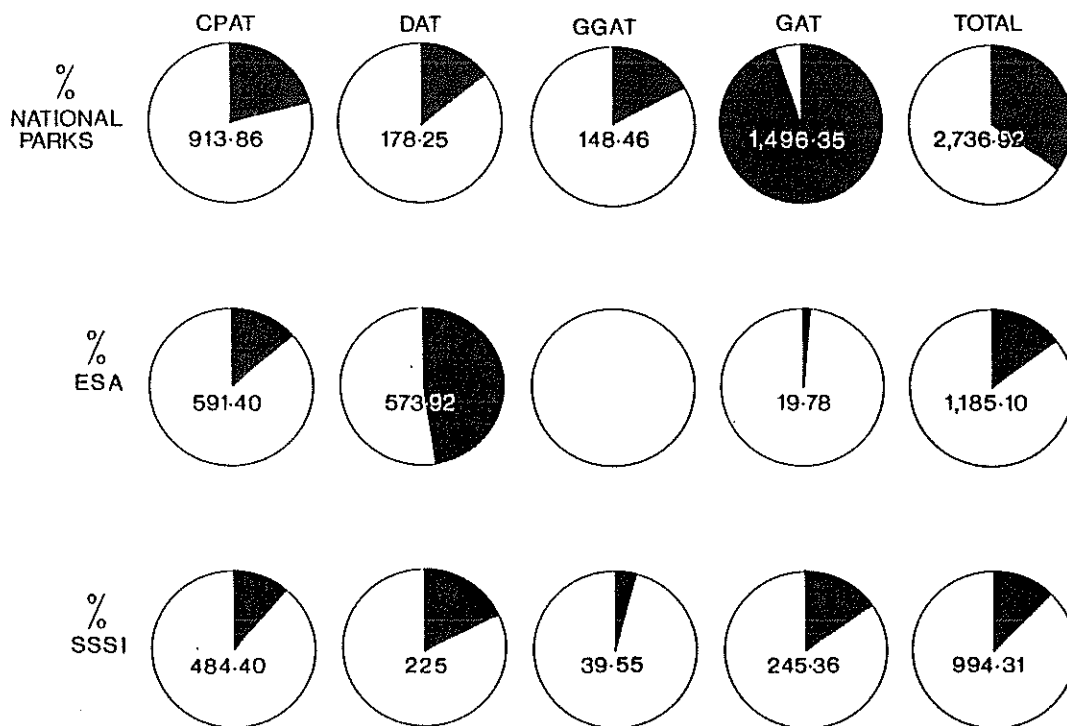 CPAT DAT GGAT GAT TOTAL
%
NATIONAL
PARKS
913·86 178·25 148·46 1,496·35 2,736·92
%
ESA
591·40 573·92 19·78 1,185·10
%
SSSI
484·40 225 39·55 245·36 994·31